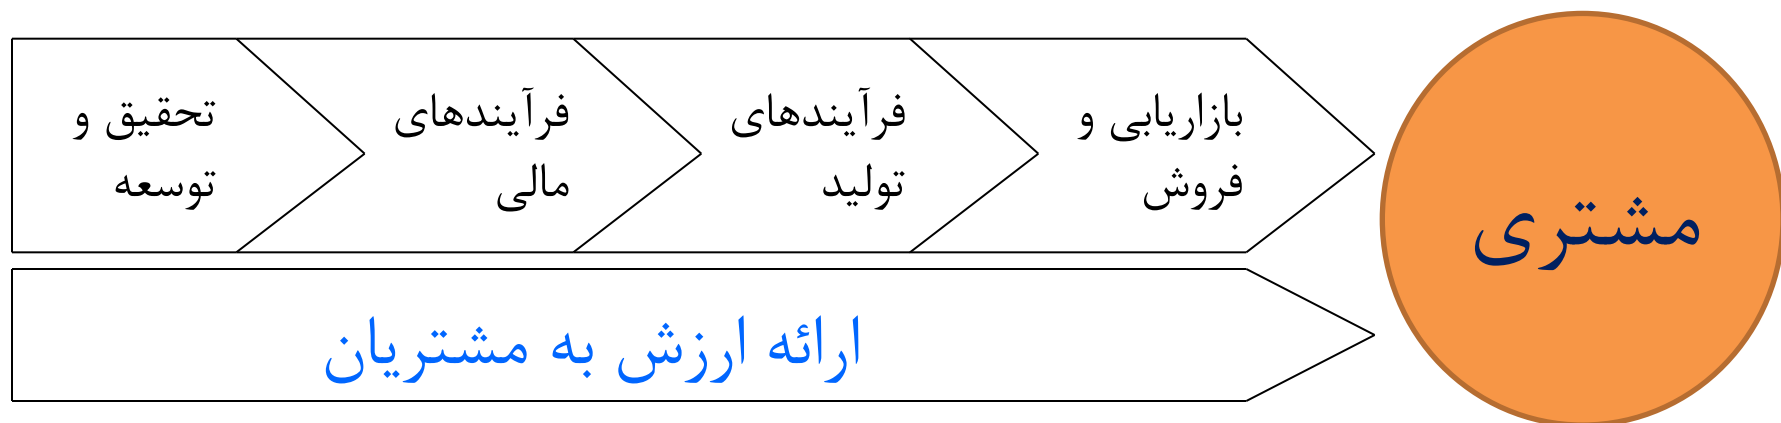 تحقیق و
توسعه
فرآیندهای
مالی
فرآیندهای
تولید
بازاریابی و
فروش
ارائه ارزش به مشتریان
مشتری